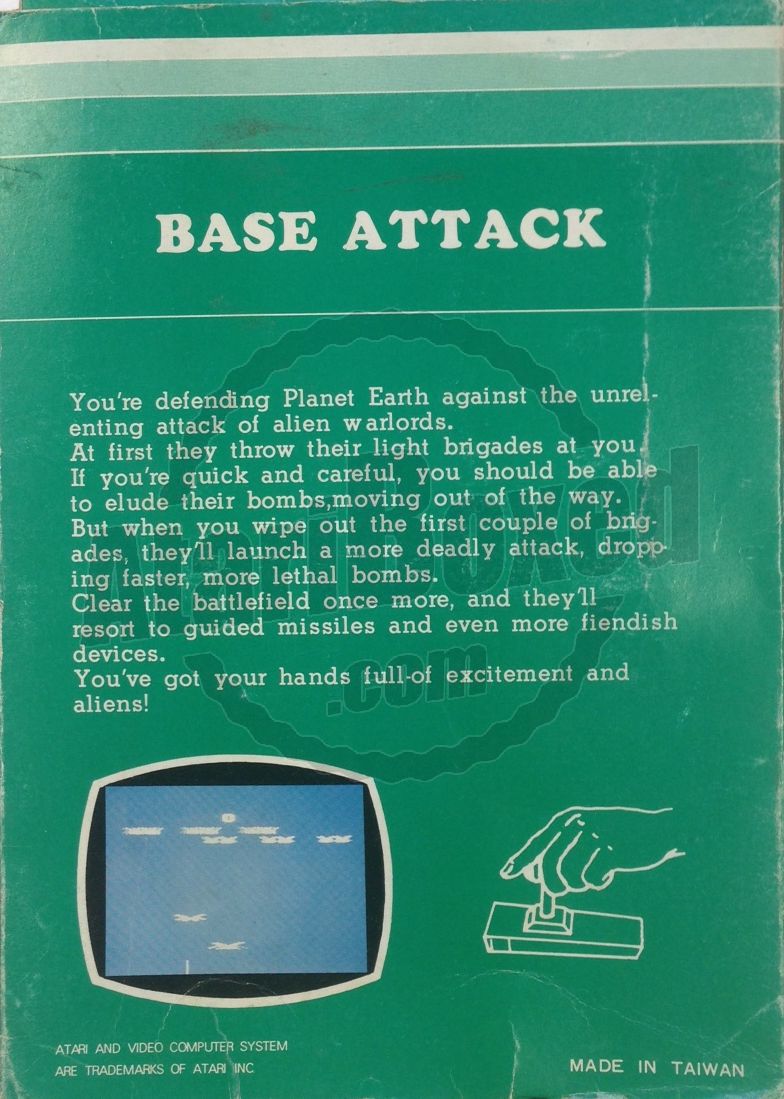 BASE ATTACK
You're defending Planet Earth against the unrel-
enting attack of alien warlords.
At first they throw their light brigades at you.
If you're quick and careful, you should be able
to elude their bombs,moving out of the way.
But when you wipe out the first couple of brig-
ades, they'll launch a more deadly attack, dropp-
ing faster, more lethal bombs.
Clear the battlefield once more, and they'll
resort to guided missiles and even more fiendish
devices.
You've got your hands full-of excitement and
aliens!
AtariBoxed
.com
ATARI AND VIDEO COMPUTER SYSTEM
ARE TRADEMARKS OF ATARI INC
MADE IN TAIWAN